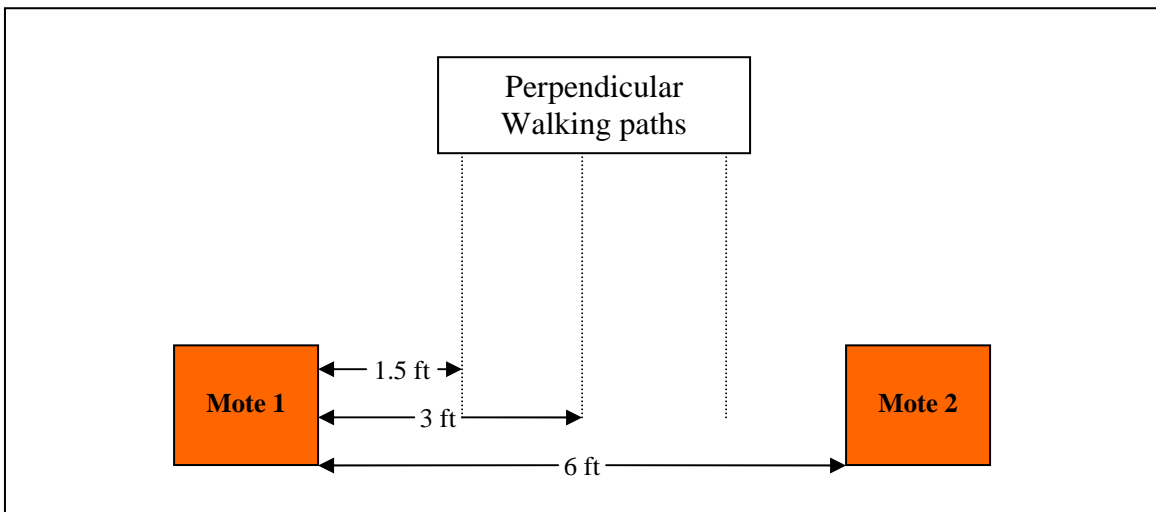 Perpendicular
Walking paths
1.5 ft
Mote 1
Mote 2
3 ft
6 ft